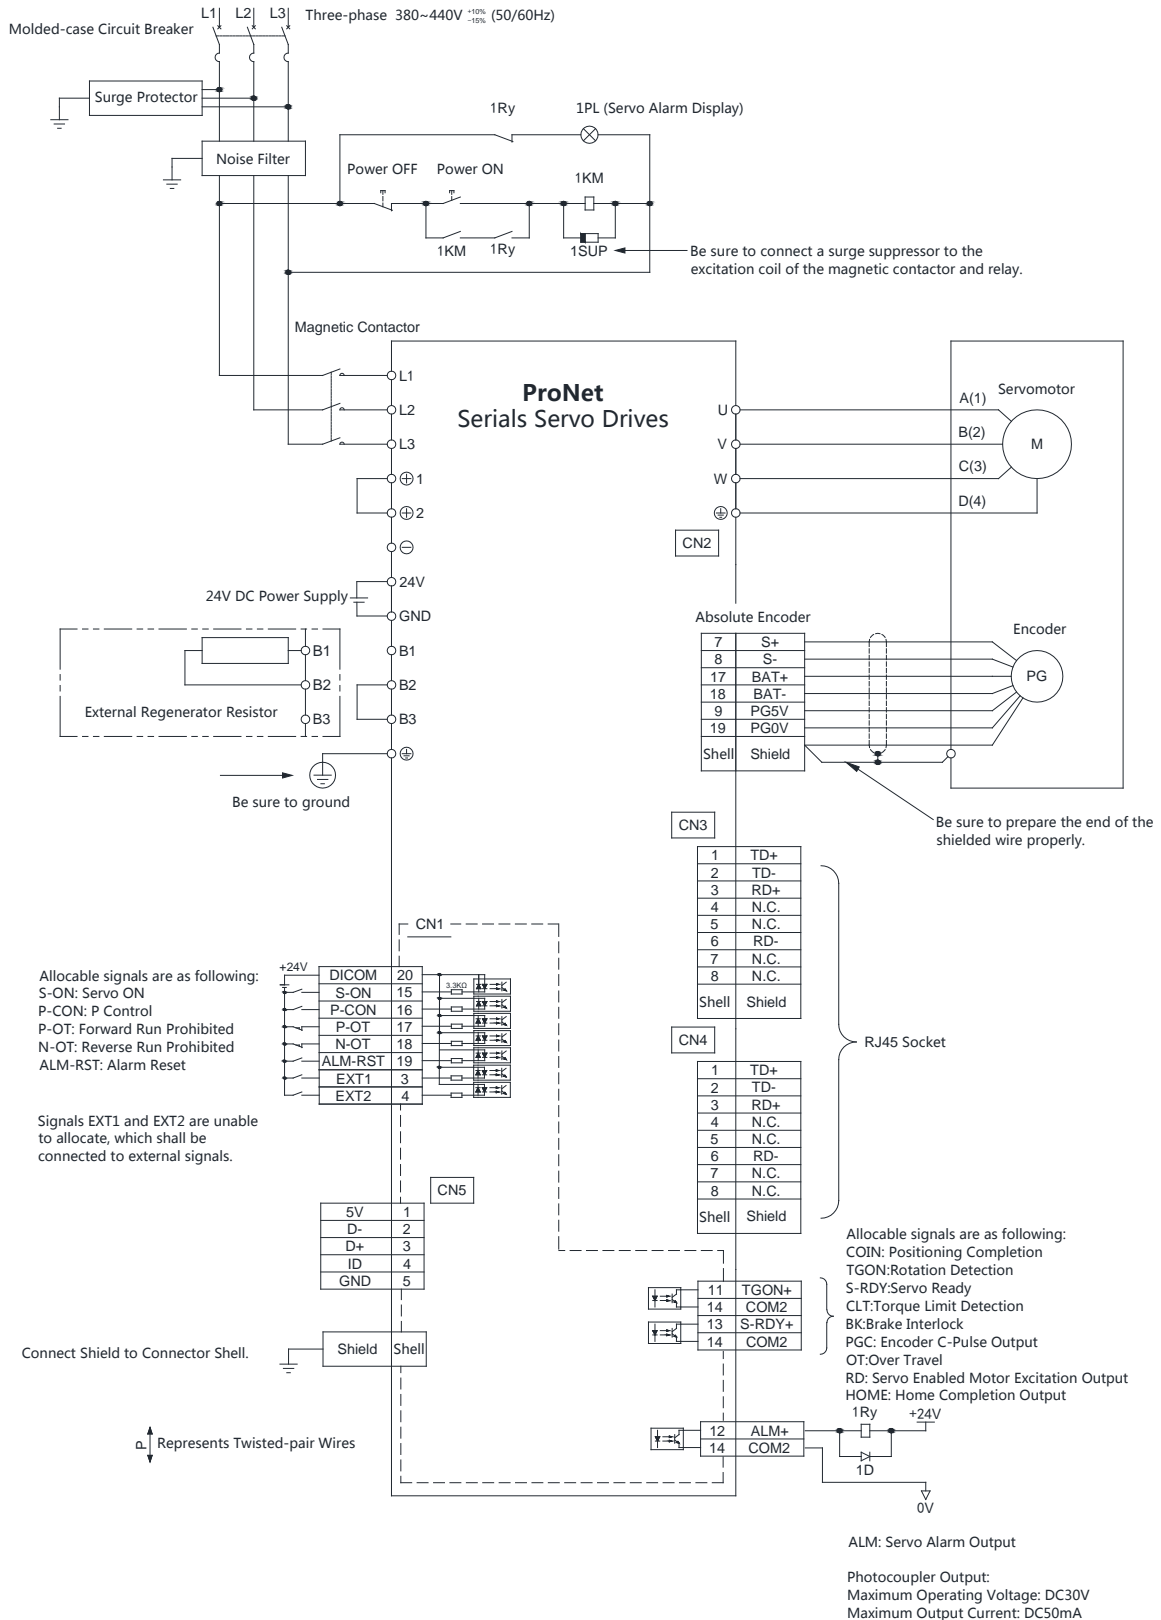 L1 L2 L3 Three-phase 380~440V +10% -15% (50/60Hz)
Molded-case Circuit Breaker
Surge Protector
Noise Filter
1Ry 1PL (Servo Alarm Display)
Power OFF Power ON
1KM
1KM 1Ry 1SUP
Be sure to connect a surge suppressor to the
excitation coil of the magnetic contactor and relay.
Magnetic Contactor
ProNet
Serials Servo Drives
L1
L2
L3
1
2
24V
GND
24V DC Power Supply
B1
B2
B3
B1
B2
B3
External Regenerator Resistor
Be sure to ground
U
V
W
CN2
A(1)
B(2)
C(3)
D(4)
Servomotor
M
Absolute Encoder
7 S+
8 S-
17 BAT+
18 BAT-
9 PG5V
19 PG0V
Shell Shield
Encoder
PG
Be sure to prepare the end of the
shielded wire properly.
CN3
1 TD+
2 TD-
3 RD+
4 N.C.
5 N.C.
6 RD-
7 N.C.
8 N.C.
Shell Shield
CN4
1 TD+
2 TD-
3 RD+
4 N.C.
5 N.C.
6 RD-
7 N.C.
8 N.C.
Shell Shield
RJ45 Socket
CN1
Allocable signals are as following:
S-ON: Servo ON
P-CON: P Control
P-OT: Forward Run Prohibited
N-OT: Reverse Run Prohibited
ALM-RST: Alarm Reset
+24V
DICOM 20
S-ON 15
P-CON 16
P-OT 17
N-OT 18
ALM-RST 19
EXT1 3
EXT2 4
3.3KΩ
Signals EXT1 and EXT2 are unable
to allocate, which shall be
connected to external signals.
CN5
5V 1
D- 2
D+ 3
ID 4
GND 5
Connect Shield to Connector Shell.
Shield Shell
P Represents Twisted-pair Wires
11 TGON+
14 COM2
13 S-RDY+
14 COM2
Allocable signals are as following:
COIN: Positioning Completion
TGON:Rotation Detection
S-RDY:Servo Ready
CLT:Torque Limit Detection
BK:Brake Interlock
PGC: Encoder C-Pulse Output
OT:Over Travel
RD: Servo Enabled Motor Excitation Output
HOME: Home Completion Output
12 ALM+
14 COM2
1Ry +24V
1D
0V
ALM: Servo Alarm Output
Photocoupler Output:
Maximum Operating Voltage: DC30V
Maximum Output Current: DC50mA